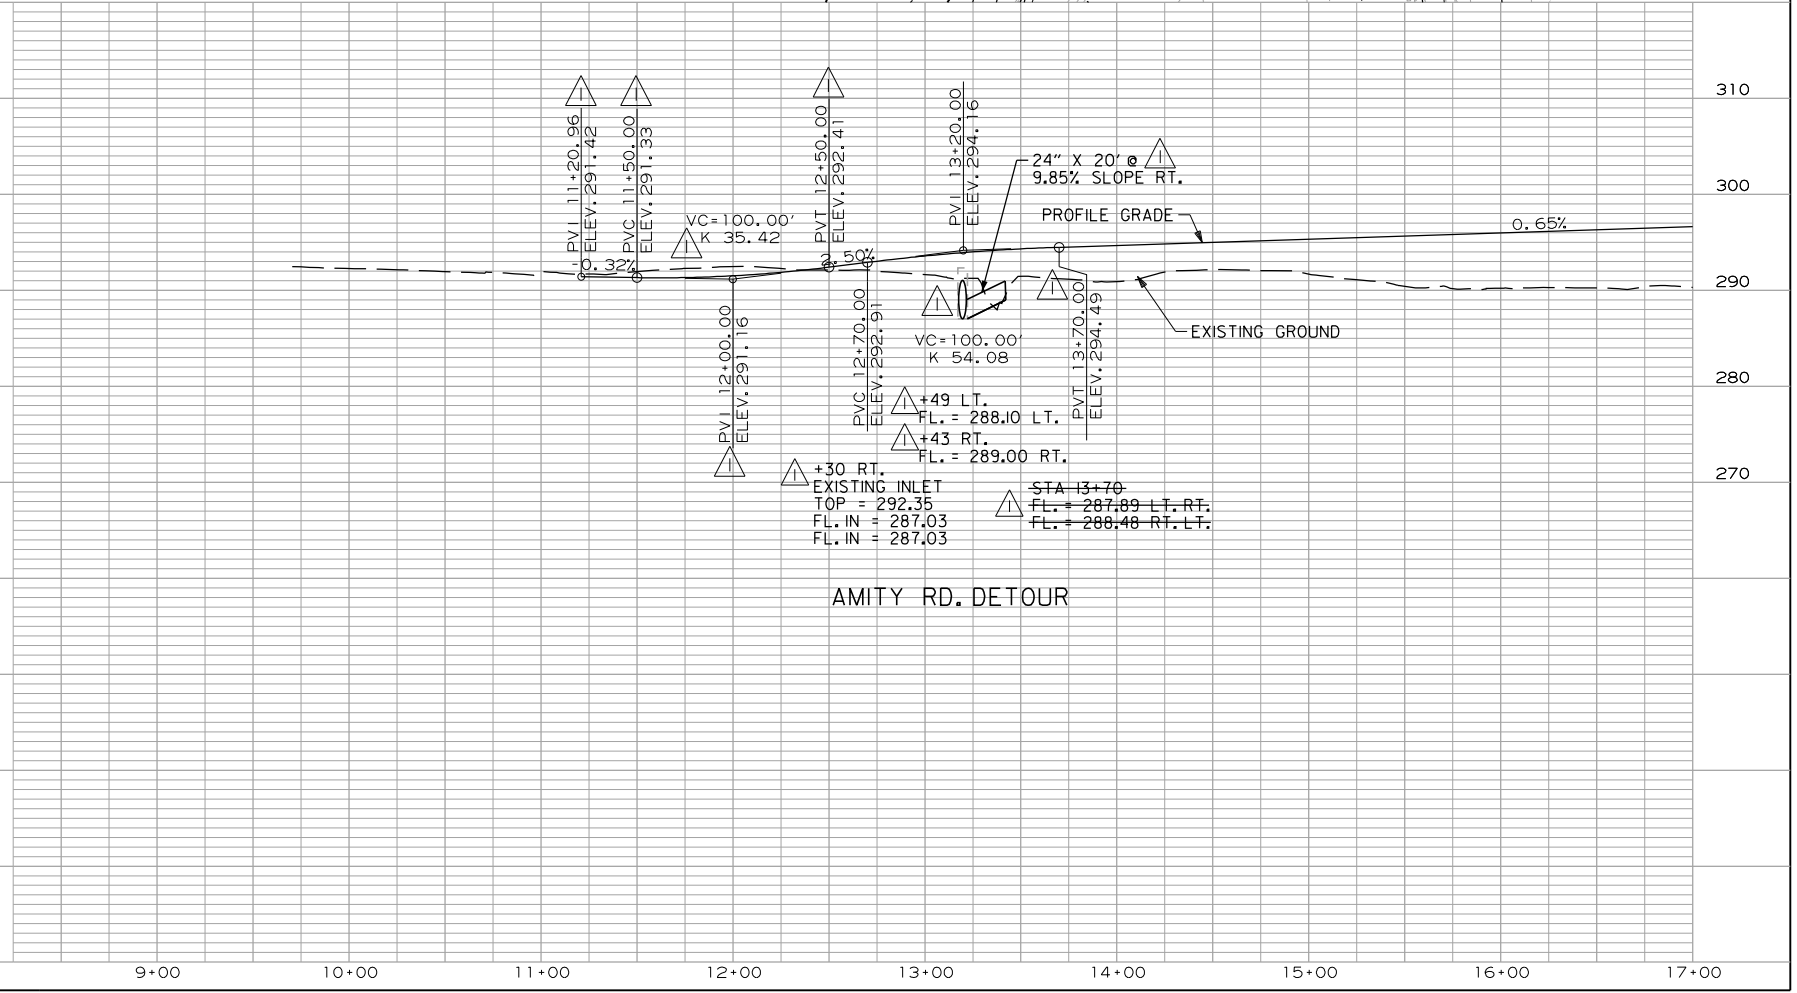 310
300
290
280
270
PVI 11+20.96
ELEV. 291.42
PVC 11+50.00
ELEV. 291.33
PVT 12+50.00
ELEV. 292.41
PVI 13+20.00
ELEV. 294.16
24" X 20' @
9.85% SLOPE RT.
PROFILE GRADE
0.65%
VC=100.00'
K 35.42
-0.32%
2.50%
PVI 12+00.00
ELEV. 291.16
PVC 12+70.00
ELEV. 292.91
PVT 13+70.00
ELEV. 294.49
EXISTING GROUND
VC=100.00'
K 54.08
+49 LT.
FL. = 288.10 LT.
+43 RT.
FL. = 289.00 RT.
+30 RT.
EXISTING INLET
TOP = 292.35
FL. IN = 287.03
FL. IN = 287.03
STA 13+70
FL. = 287.89 LT. RT.
FL. = 288.48 RT. LT.
AMITY RD. DETOUR
9+00
10+00
11+00
12+00
13+00
14+00
15+00
16+00
17+00